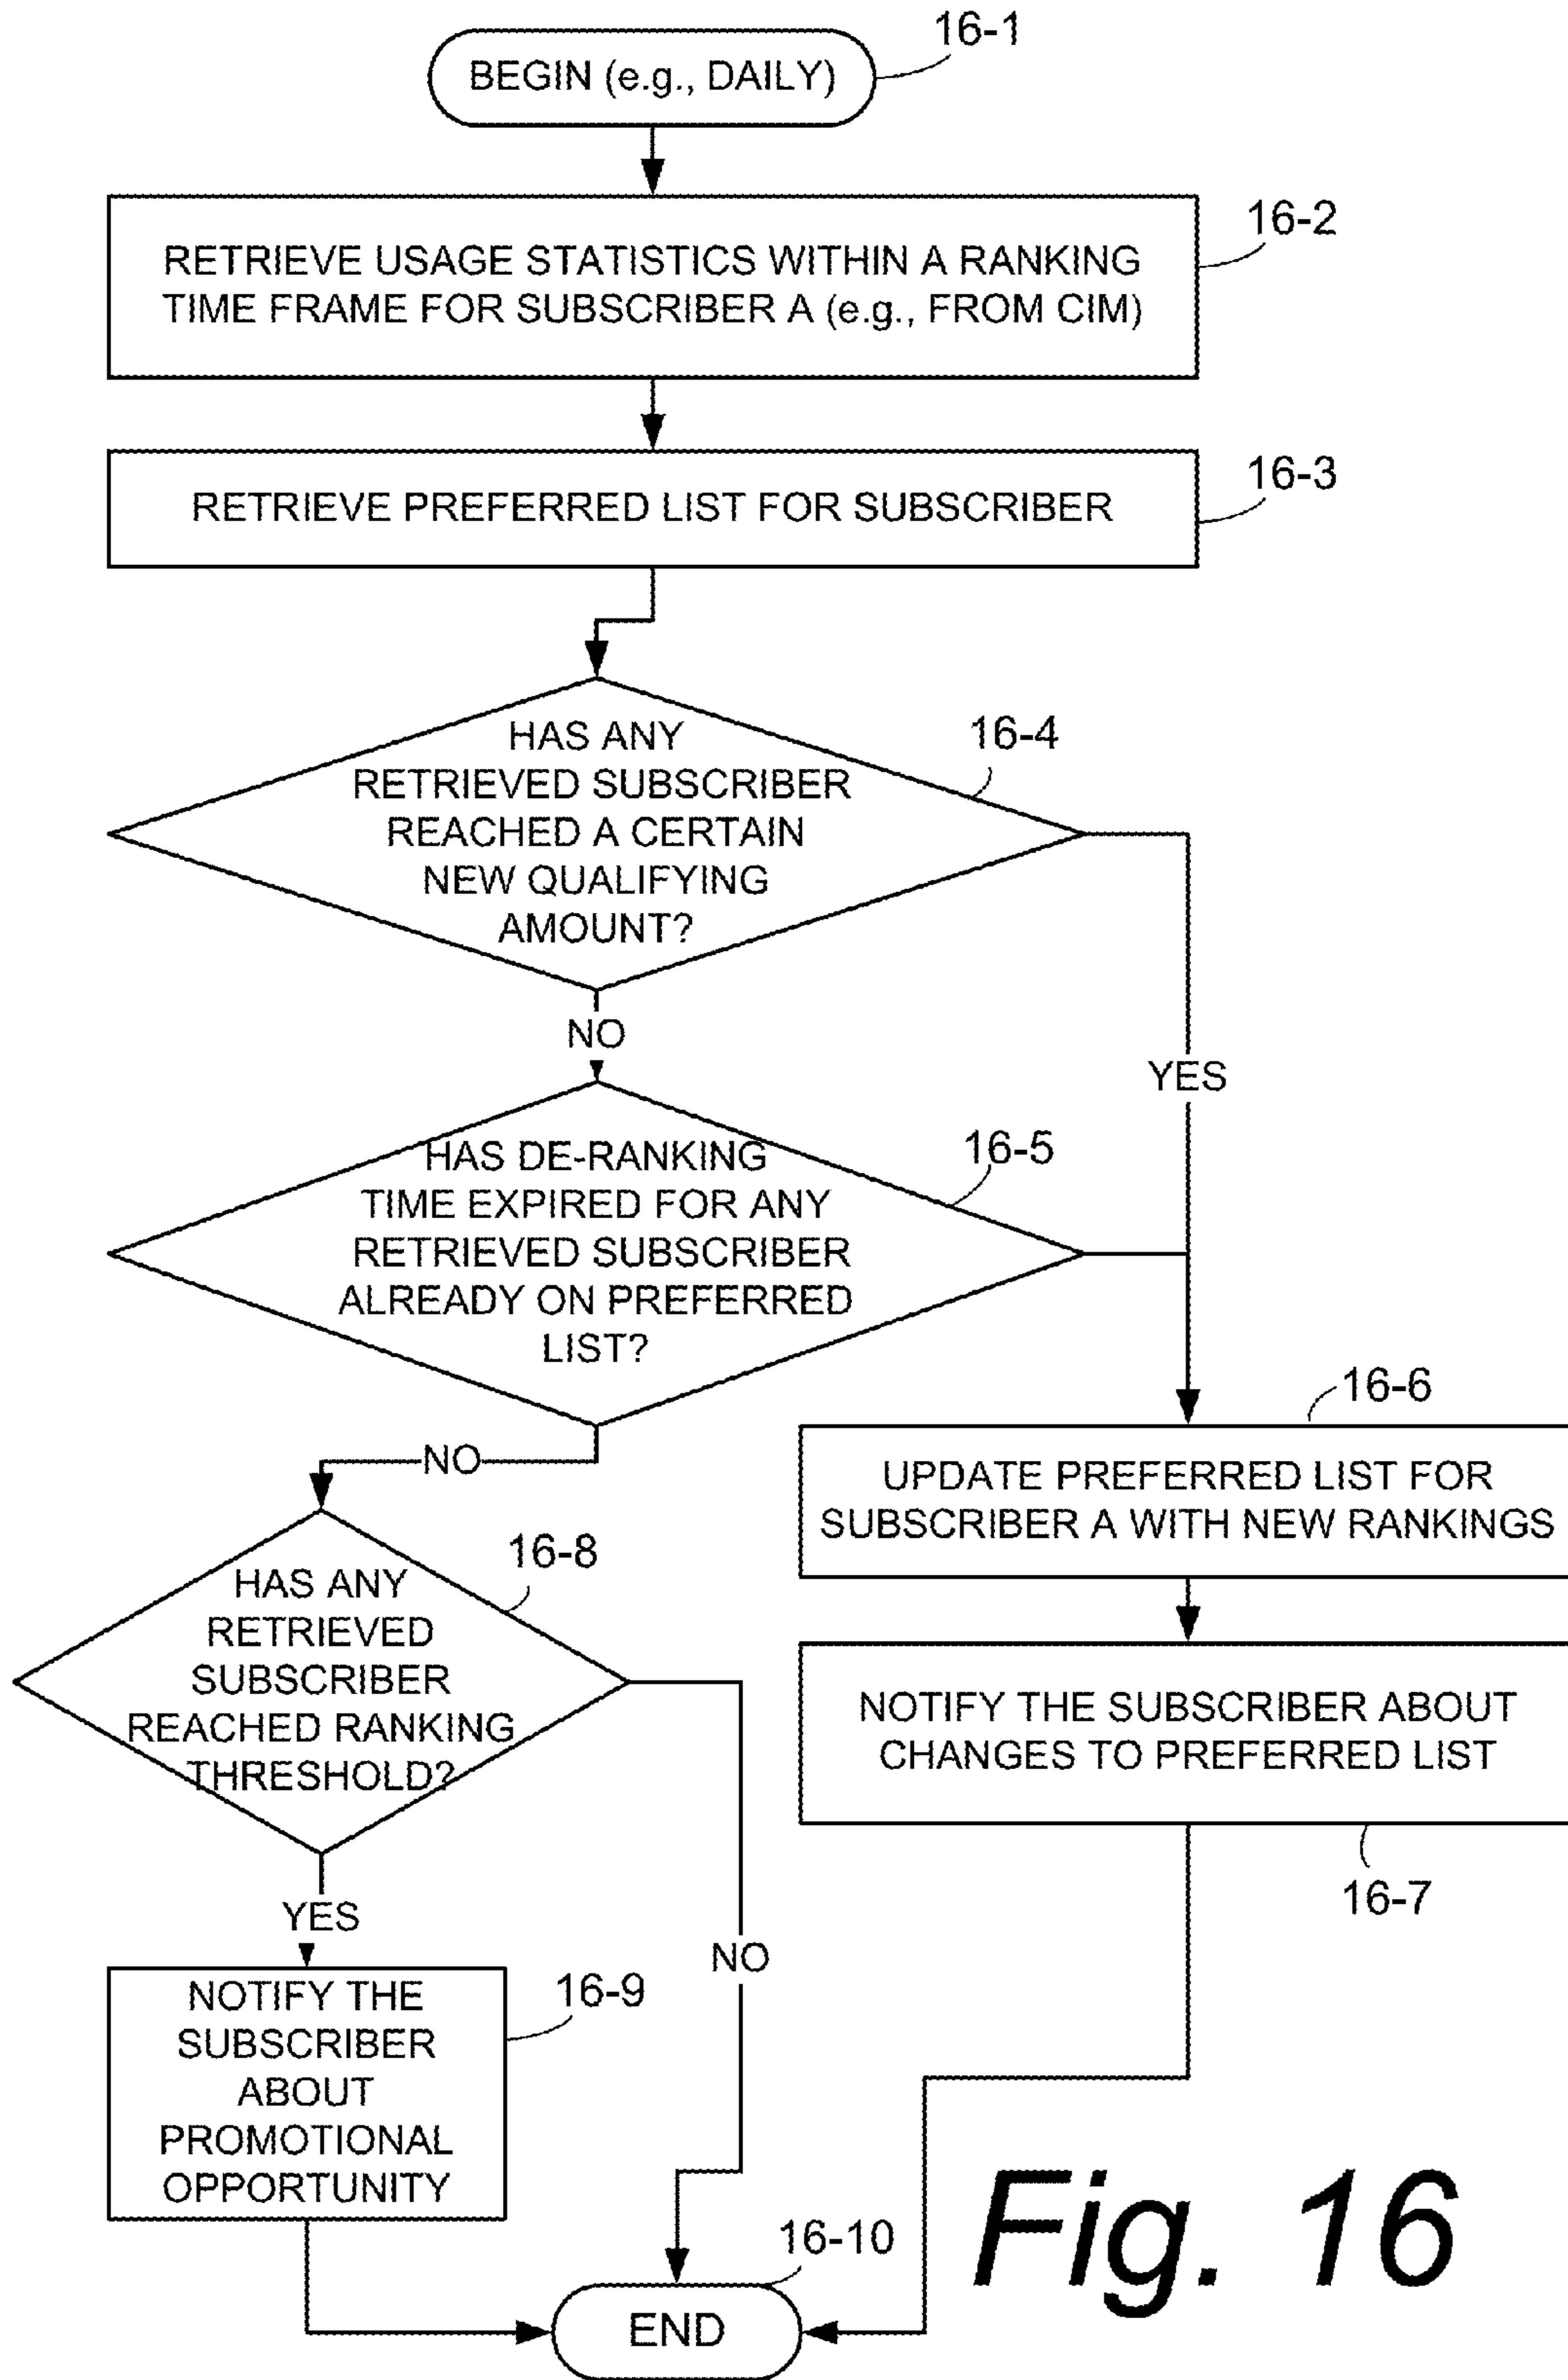 16-1
BEGIN (e.g., DAILY)
16-2
RETRIEVE USAGE STATISTICS WITHIN A RANKING
TIME FRAME FOR SUBSCRIBER A (e.g., FROM CIM)
16-3
RETRIEVE PREFERRED LIST FOR SUBSCRIBER
16-4
HAS ANY
RETRIEVED SUBSCRIBER
REACHED A CERTAIN
NEW QUALIFYING
AMOUNT?
NO
YES
16-5
HAS DE-RANKING
TIME EXPIRED FOR ANY
RETRIEVED SUBSCRIBER
ALREADY ON PREFERRED
LIST?
NO
16-6
UPDATE PREFERRED LIST FOR
SUBSCRIBER A WITH NEW RANKINGS
16-8
HAS ANY
RETRIEVED
SUBSCRIBER
REACHED RANKING
THRESHOLD?
NOTIFY THE SUBSCRIBER ABOUT
CHANGES TO PREFERRED LIST
16-7
YES
NO
16-9
NOTIFY THE
SUBSCRIBER
ABOUT
PROMOTIONAL
OPPORTUNITY
16-10
END
Fig. 16